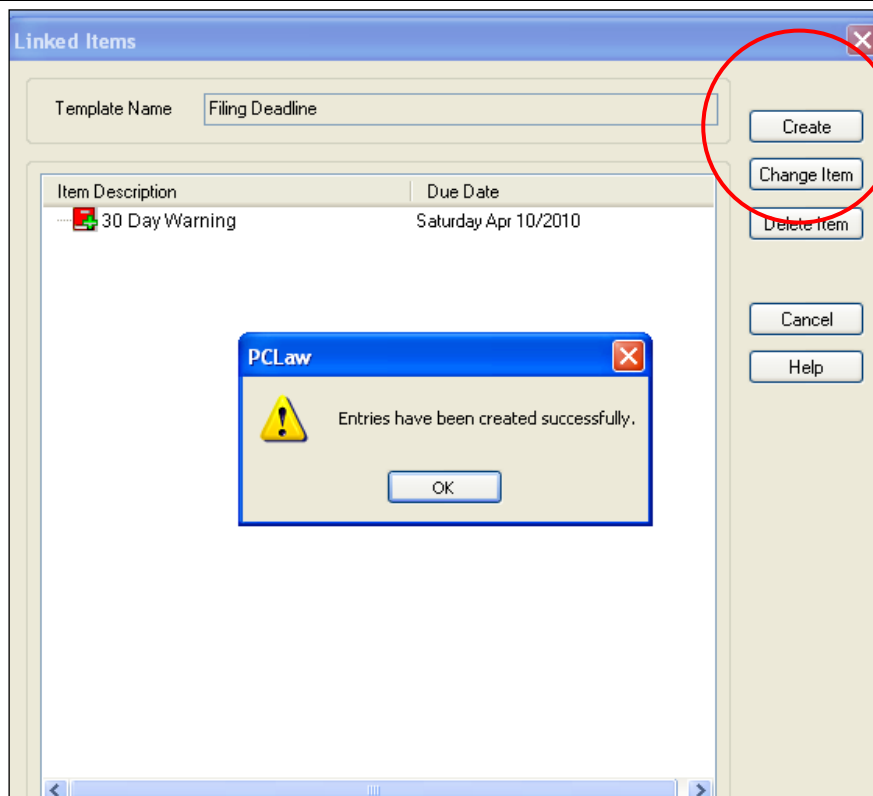 Linked Items
Template Name Filing Deadline
Create
Change Item
Item Description Due Date
30 Day Warning Saturday Apr 10/2010
Delete Item
Cancel
PCLaw
Help
Entries have been created successfully.
OK